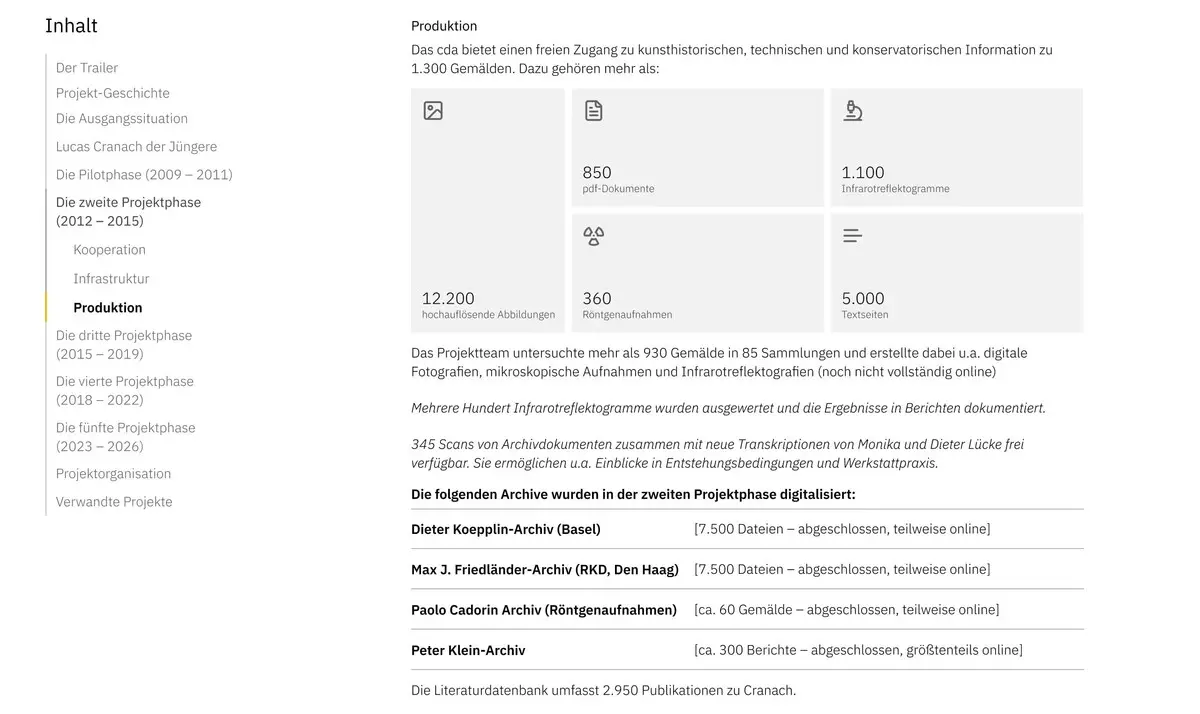 Inhalt
Der Trailer
Projekt-Geschichte
Die Ausgangssituation
Lucas Cranach der Jüngere
Die Pilotphase (2009 – 2011)
Die zweite Projektphase
(2012 – 2015)
Kooperation
Infrastruktur
Produktion
Die dritte Projektphase
(2015 – 2019)
Die vierte Projektphase
(2018 – 2022)
Die fünfte Projektphase
(2023 – 2026)
Projektorganisation
Verwandte Projekte
Produktion
Das cda bietet einen freien Zugang zu kunsthistorischen, technischen und konservatorischen Information zu
1.300 Gemälden. Dazu gehören mehr als:
12.200
hochauflösende Abbildungen
850
pdf-Dokumente
1.100
Infrarotreflektogramme
360
Röntgenaufnahmen
5.000
Textseiten
Das Projektteam untersuchte mehr als 930 Gemälde in 85 Sammlungen und erstellte dabei u.a. digitale
Fotografien, mikroskopische Aufnahmen und Infrarotreflektografien (noch nicht vollständig online)
Mehrere Hundert Infrarotreflektogramme wurden ausgewertet und die Ergebnisse in Berichten dokumentiert.
345 Scans von Archivdokumenten zusammen mit neue Transkriptionen von Monika und Dieter Lücke frei
verfügbar. Sie ermöglichen u.a. Einblicke in Entstehungsbedingungen und Werkstattpraxis.
Die folgenden Archive wurden in der zweiten Projektphase digitalisiert:
Dieter Koepplin-Archiv (Basel) [7.500 Dateien – abgeschlossen, teilweise online]
Max J. Friedländer-Archiv (RKD, Den Haag) [7.500 Dateien – abgeschlossen, teilweise online]
Paolo Cadorin Archiv (Röntgenaufnahmen) [ca. 60 Gemälde – abgeschlossen, teilweise online]
Peter Klein-Archiv [ca. 300 Berichte – abgeschlossen, größtenteils online]
Die Literaturdatenbank umfasst 2.950 Publikationen zu Cranach.